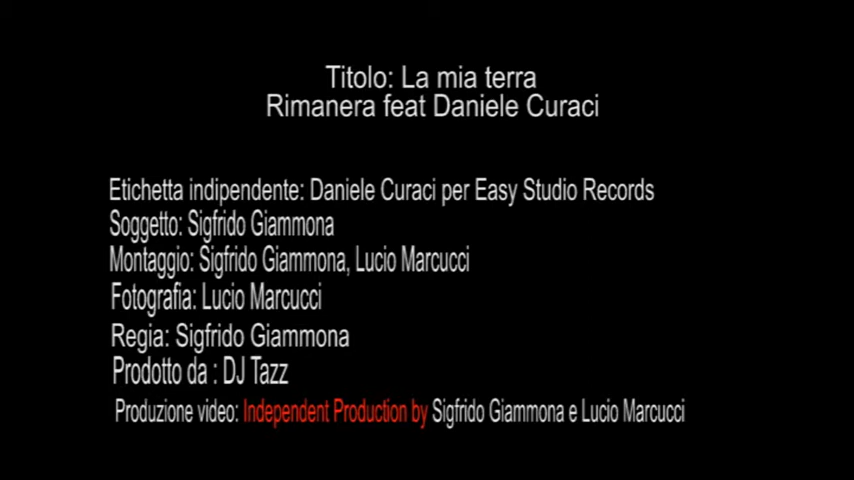 Titolo: La mia terra
Rimanera feat Daniele Curaci
Etichetta indipendente: Daniele Curaci per Easy Studio Records
Soggetto: Sigfrido Giammona
Montaggio: Sigfrido Giammona, Lucio Marcucci
Fotografia: Lucio Marcucci
Regia: Sigfrido Giammona
Prodotto da : DJ Tazz
Produzione video: Independent Production by Sigfrido Giammona e Lucio Marcucci